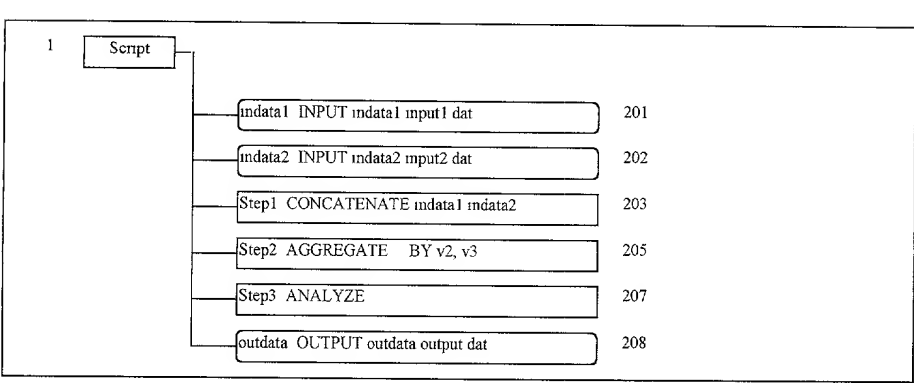 1 Script
indata1 INPUT indata1 input1 dat 201
indata2 INPUT indata2 input2 dat 202
Step1 CONCATENATE indata1 indata2 203
Step2 AGGREGATE BY v2, v3 205
Step3 ANALYZE 207
outdata OUTPUT outdata output dat 208